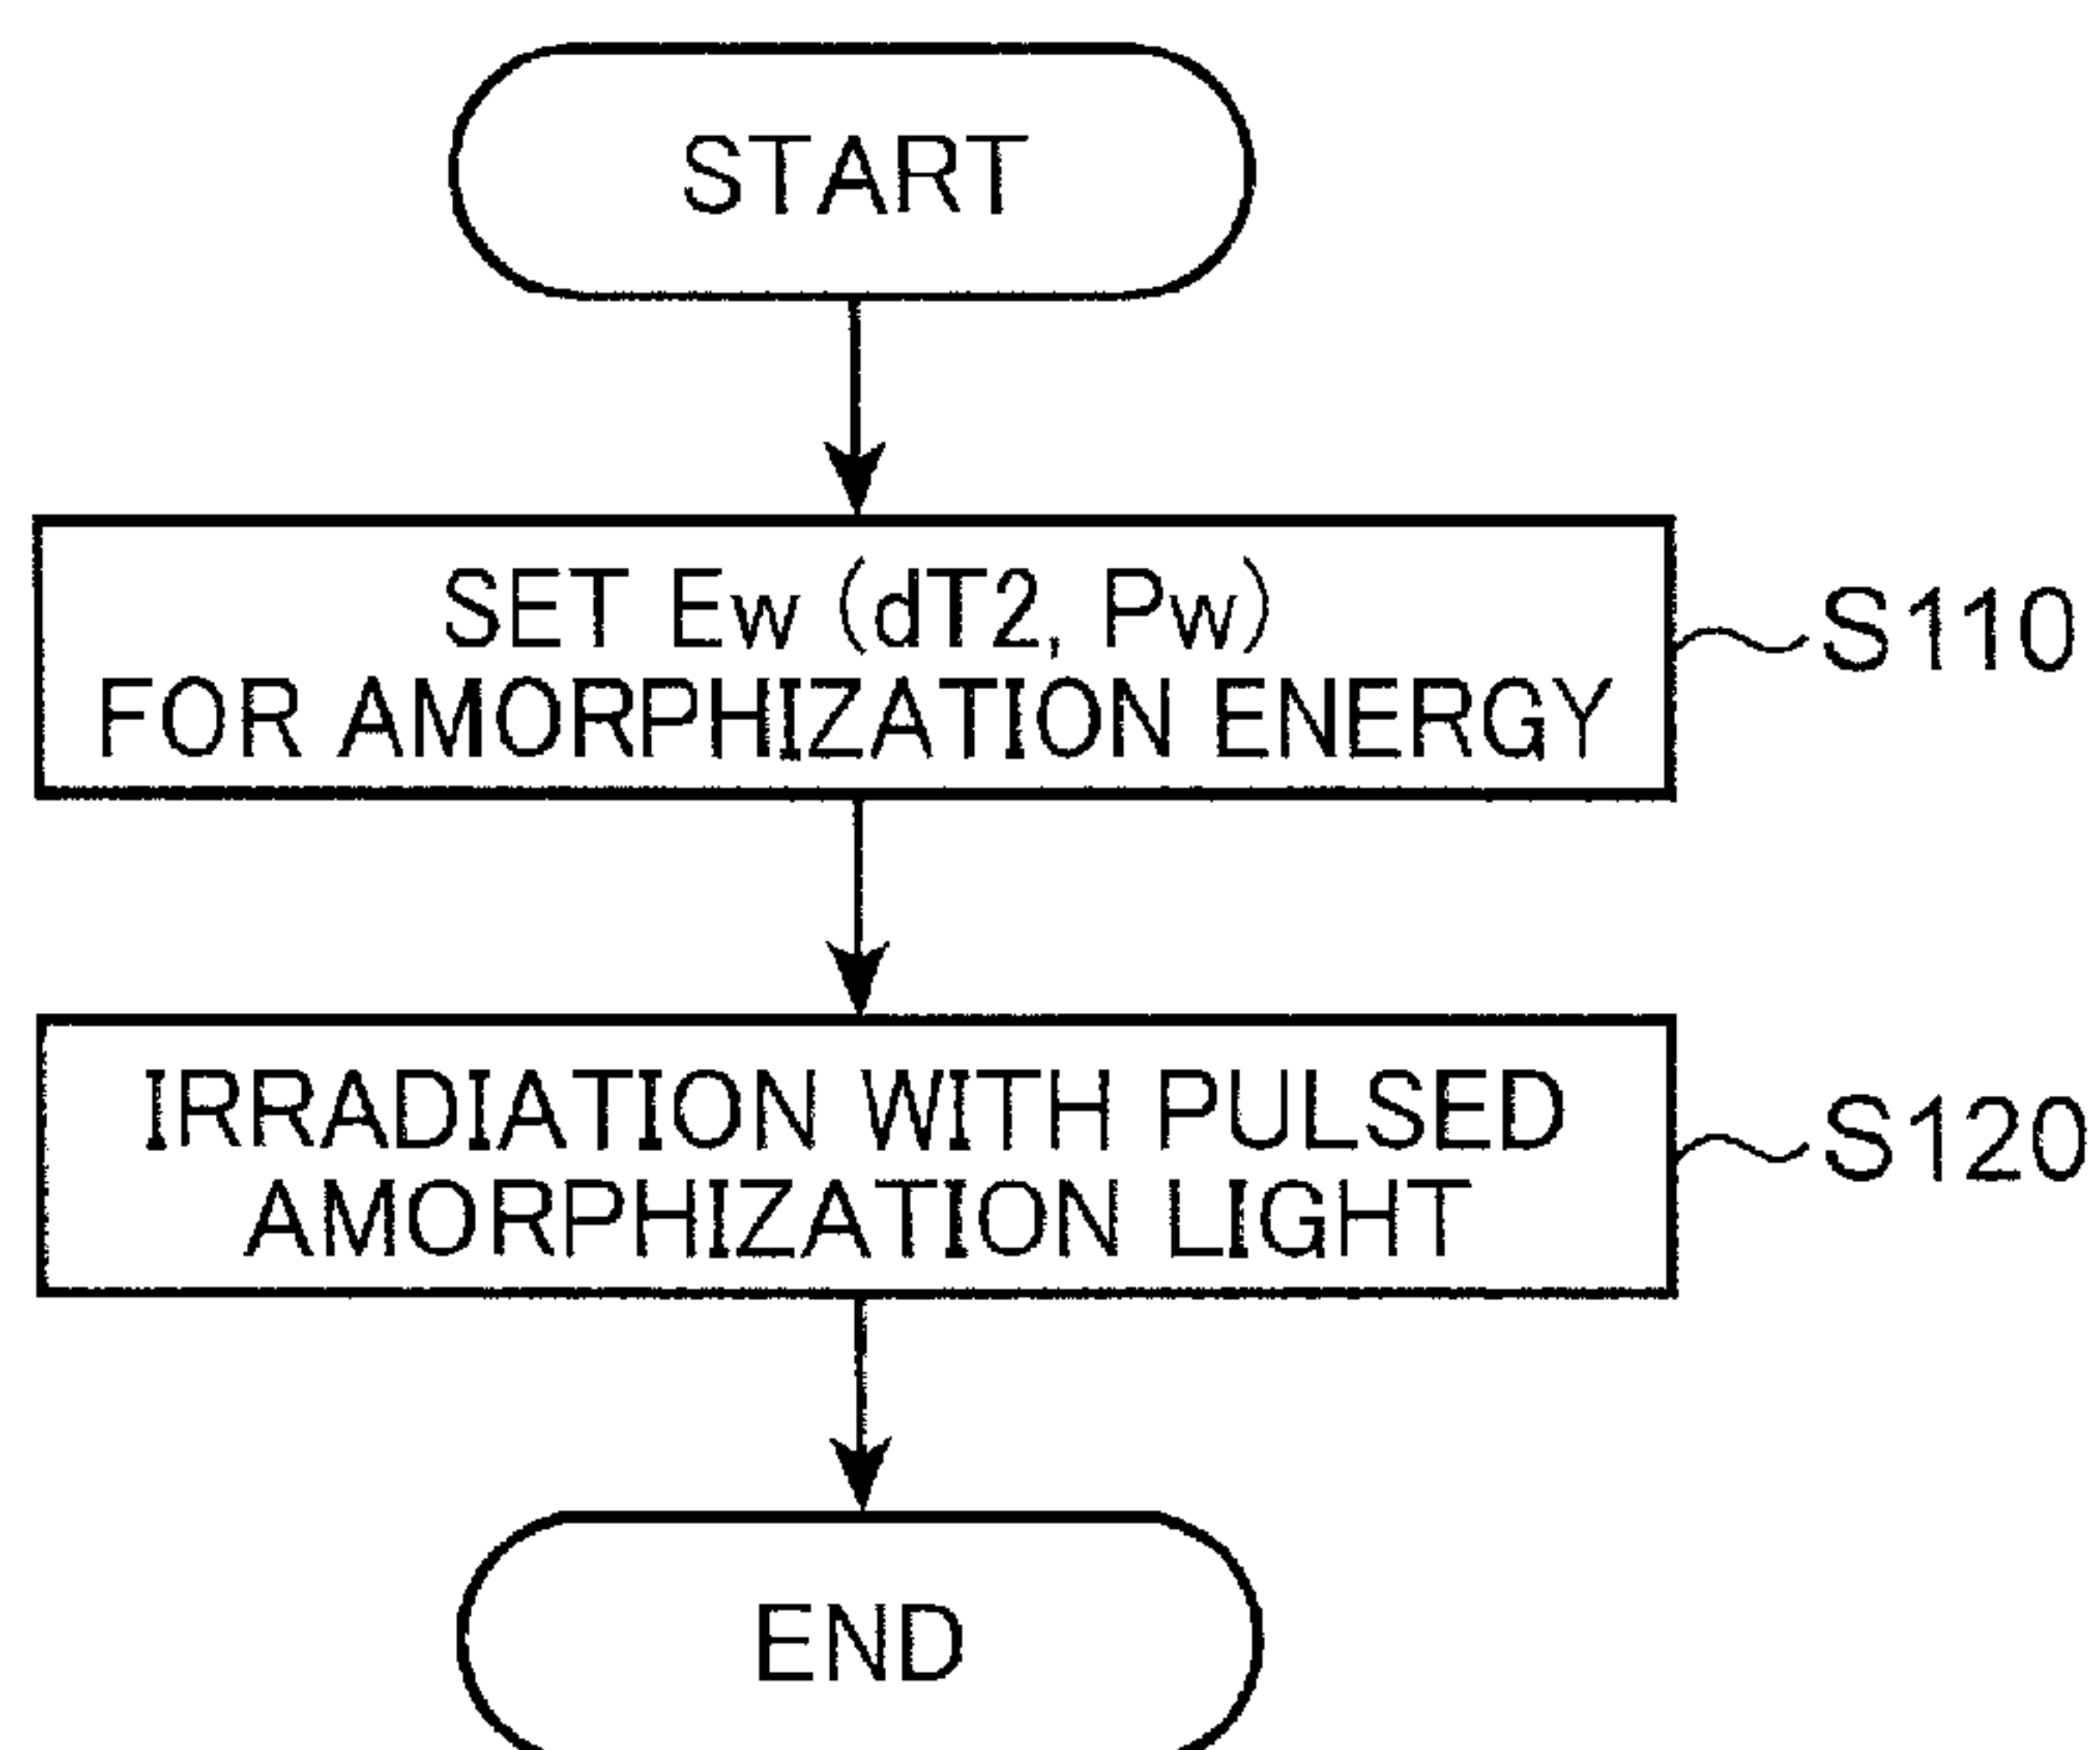 START
SET Ew (dT2, Pw)
FOR AMORPHIZATION ENERGY
S110
IRRADIATION WITH PULSED
AMORPHIZATION LIGHT
S120
END